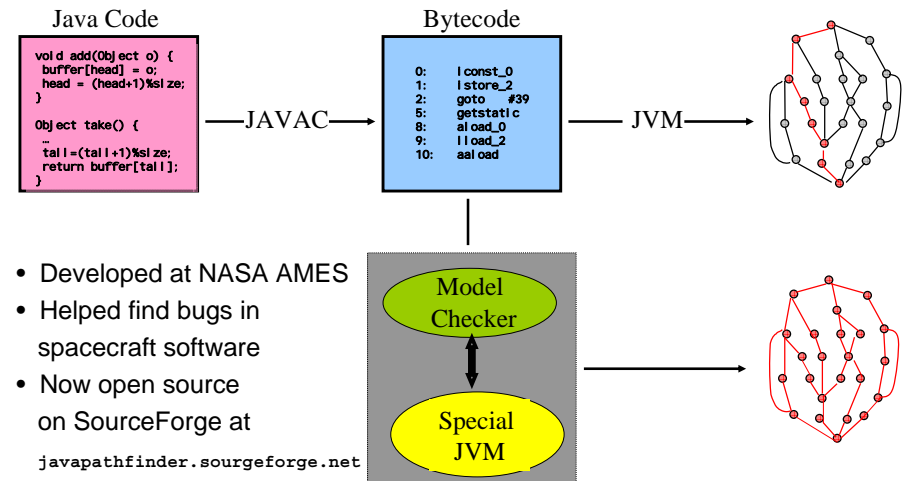 Java Code
Bytecode
void add(Object o) {
buffer[head] = o;
head = (head+1)%size;
}
Object take() {
…
tail=(tail+1)%size;
return buffer[tail];
}
JAVAC
0: iconst_0
1: istore_2
2: goto #39
5: getstatic
8: aload_0
9: iload_2
10: aaload
JVM
• Developed at NASA AMES
• Helped find bugs in
spacecraft software
• Now open source
on SourceForge at
javapathfinder.sourgeforge.net
Model
Checker
Special
JVM